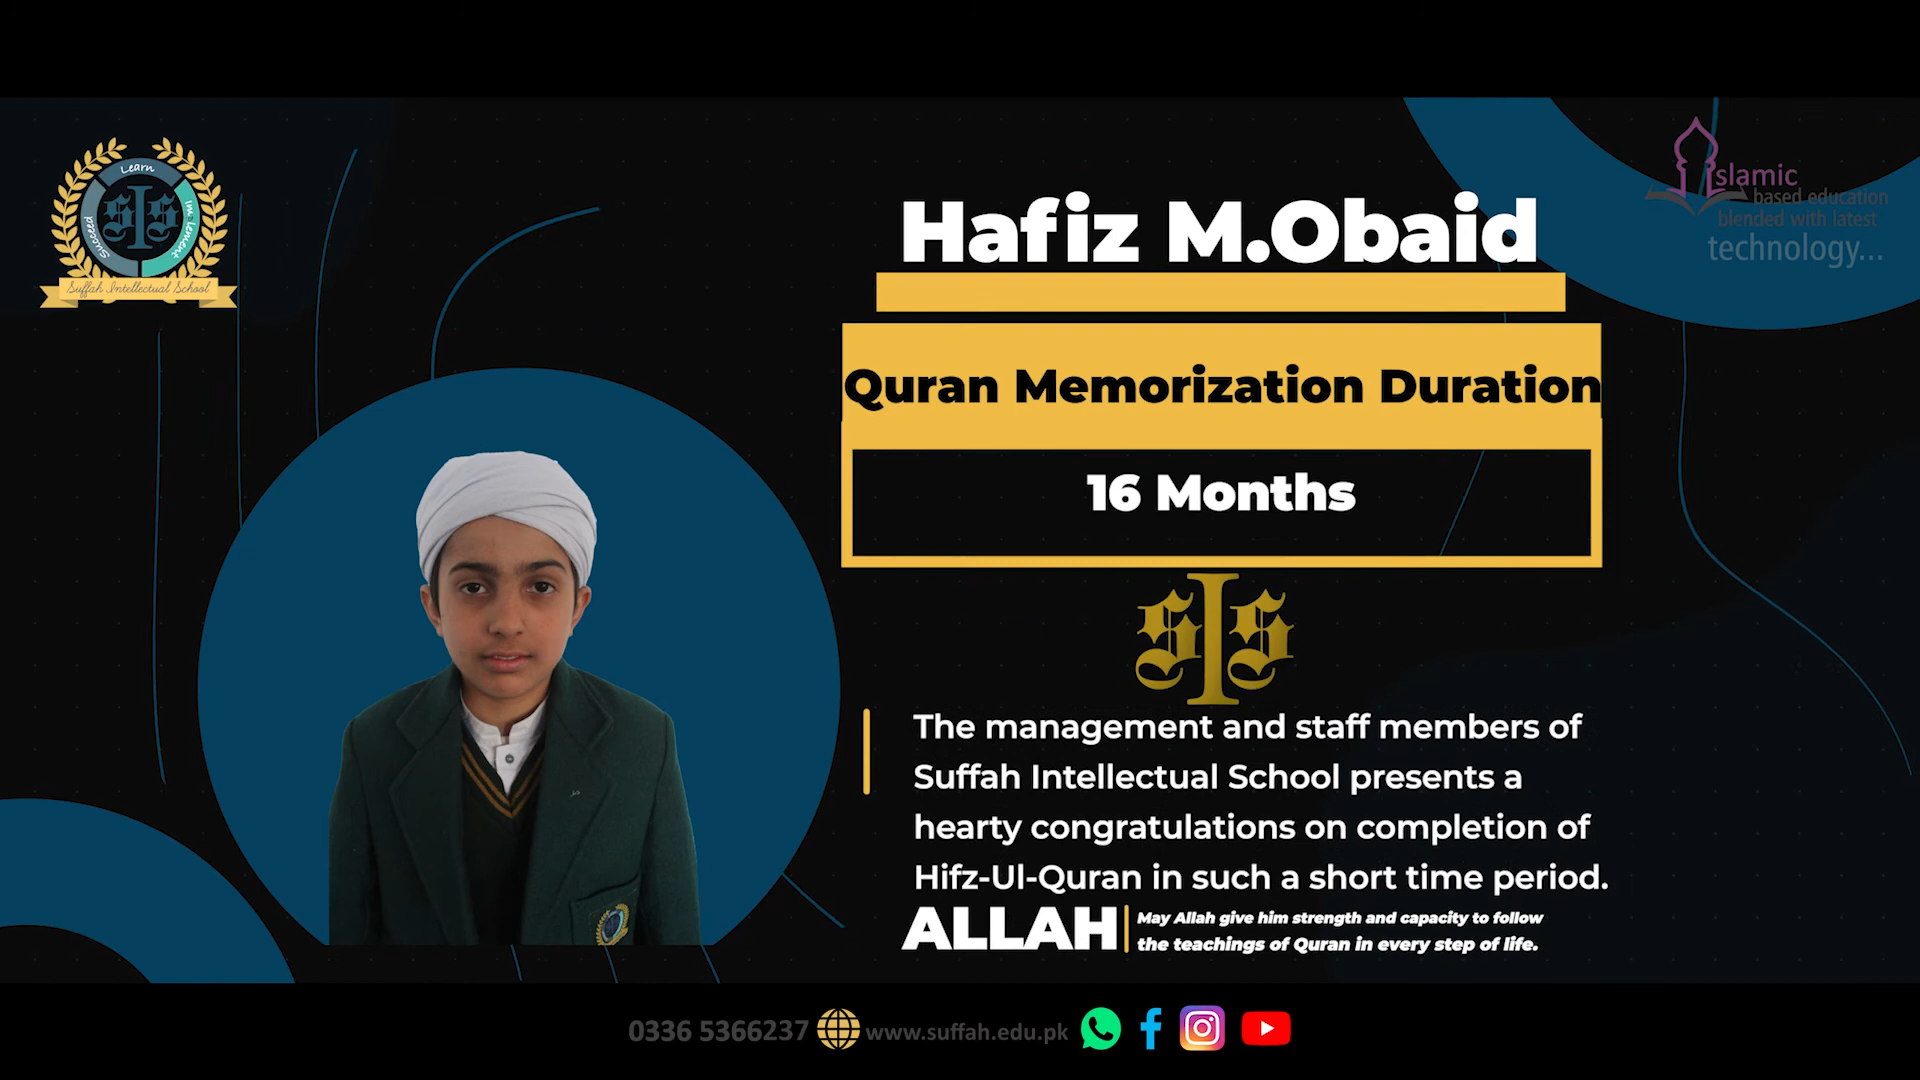 Learn
Implement
Succeed
SIS
Suffah Intellectual School
Islamic
based education
blended with latest
technology...
Hafiz M.Obaid
Quran Memorization Duration
16 Months
SIS
The management and staff members of
Suffah Intellectual School presents a
hearty congratulations on completion of
Hifz-Ul-Quran in such a short time period.
ALLAH
May Allah give him strength and capacity to follow
the teachings of Quran in every step of life.
0336 5366237 www.suffah.edu.pk